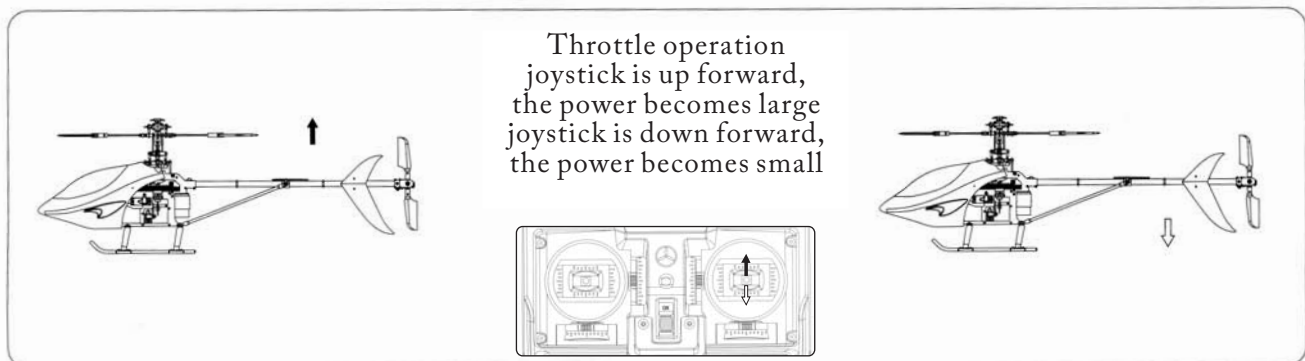 Throttle operation
joystick is up forward,
the power becomes large
joystick is down forward,
the power becomes small